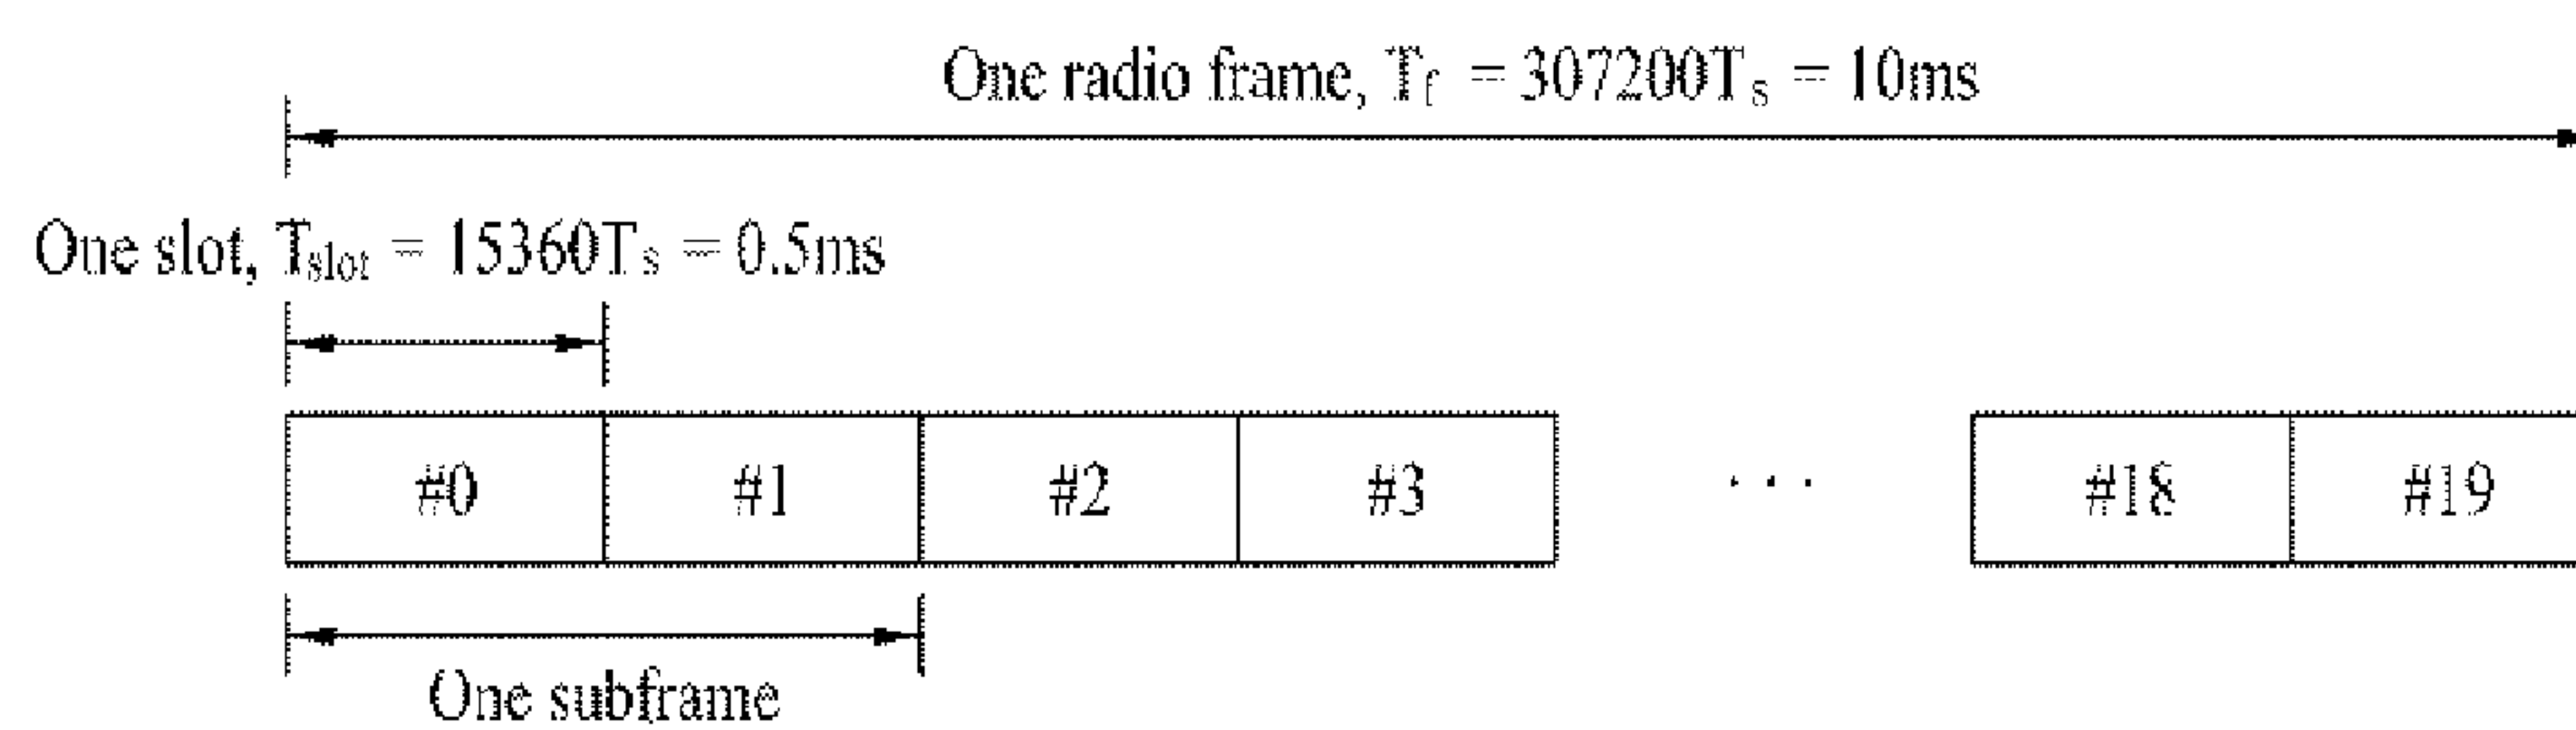 One radio frame, Tf = 307200Ts = 10ms
One slot, Tslot = 15360Ts = 0.5ms
#0 #1 #2 #3 ... #18 #19
One subframe